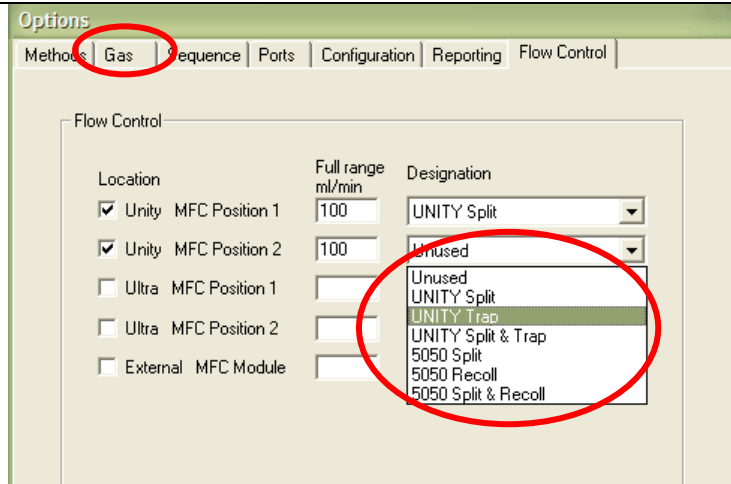 Options
Methods Gas Sequence Ports Configuration Reporting Flow Control
Flow Control
Location Full range ml/min Designation
Unity MFC Position 1 100 UNITY Split
Unity MFC Position 2 100 Unused
Ultra MFC Position 1
Ultra MFC Position 2
External MFC Module
Unused
UNITY Split
UNITY Trap
UNITY Split & Trap
5050 Split
5050 Recoll
5050 Split & Recoll